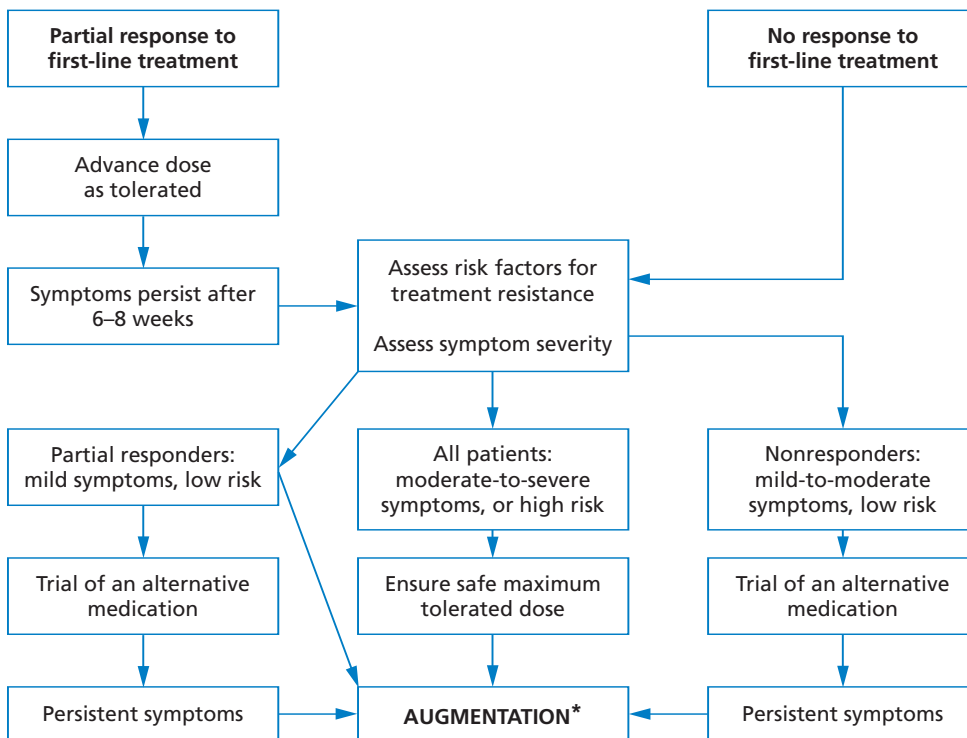 Partial response to
first-line treatment
No response to
first-line treatment
Advance dose
as tolerated
Symptoms persist after
6–8 weeks
Assess risk factors for
treatment resistance
Assess symptom severity
Partial responders:
mild symptoms, low risk
All patients:
moderate-to-severe
symptoms, or high risk
Nonresponders:
mild-to-moderate
symptoms, low risk
Trial of an alternative
medication
Ensure safe maximum
tolerated dose
Trial of an alternative
medication
Persistent symptoms
AUGMENTATION*
Persistent symptoms